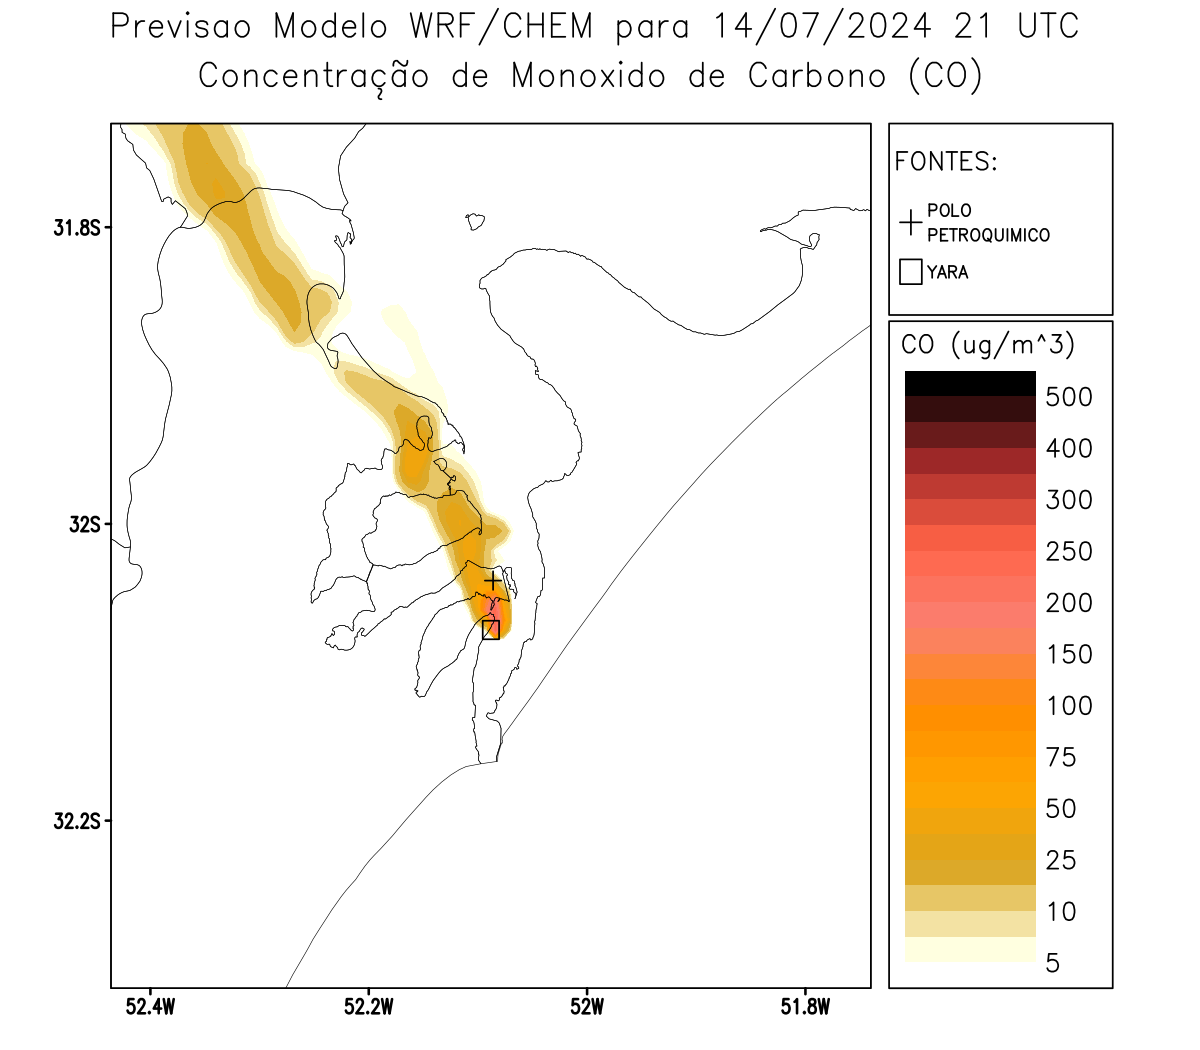 Previsao Modelo WRF/CHEM para 14/07/2024 21 UTC
Concentração de Monoxido de Carbono (CO)
FONTES:
POLO
PETROQUIMICO
YARA
CO (ug/m^3)
500
400
300
250
200
150
100
75
50
25
10
5
31.8S
32S
32.2S
52.4W
52.2W
52W
51.8W